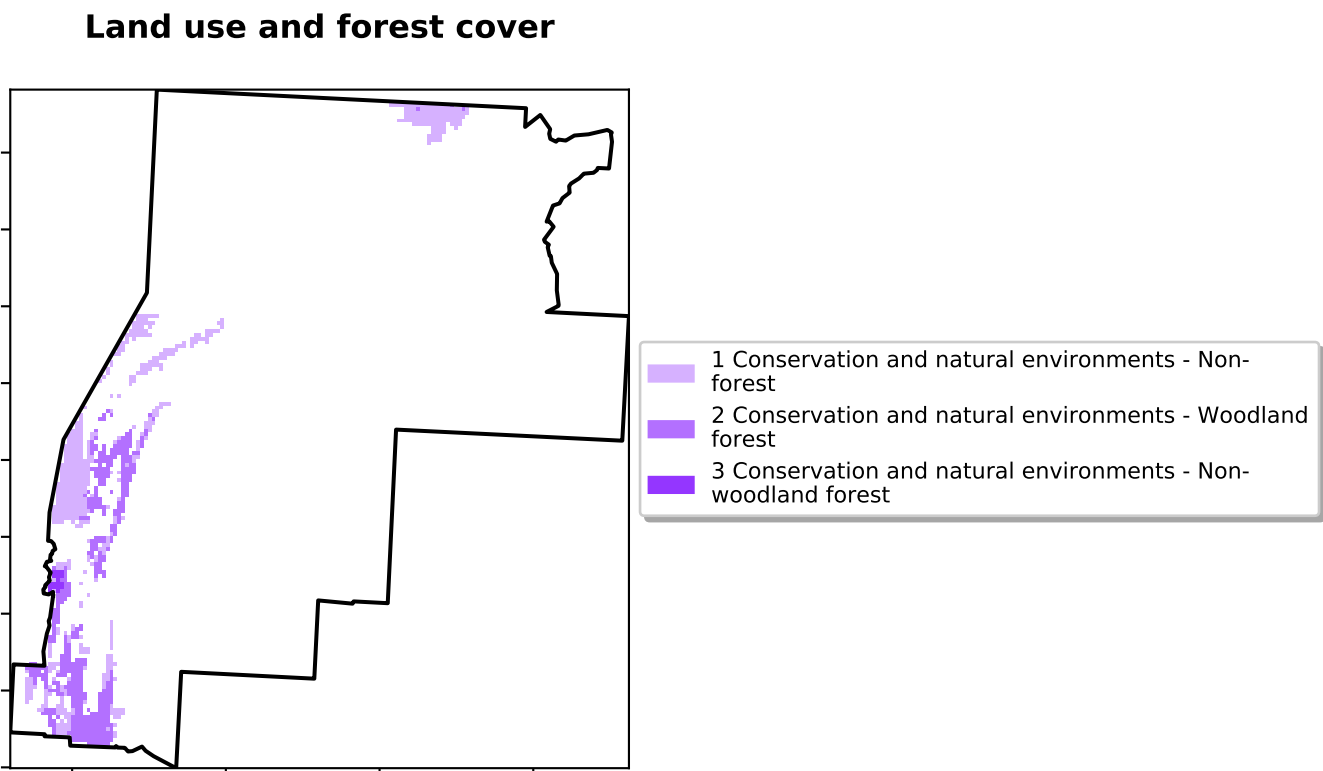 Land use and forest cover
1 Conservation and natural environments - Non-
forest
2 Conservation and natural environments - Woodland
forest
3 Conservation and natural environments - Non-
woodland forest